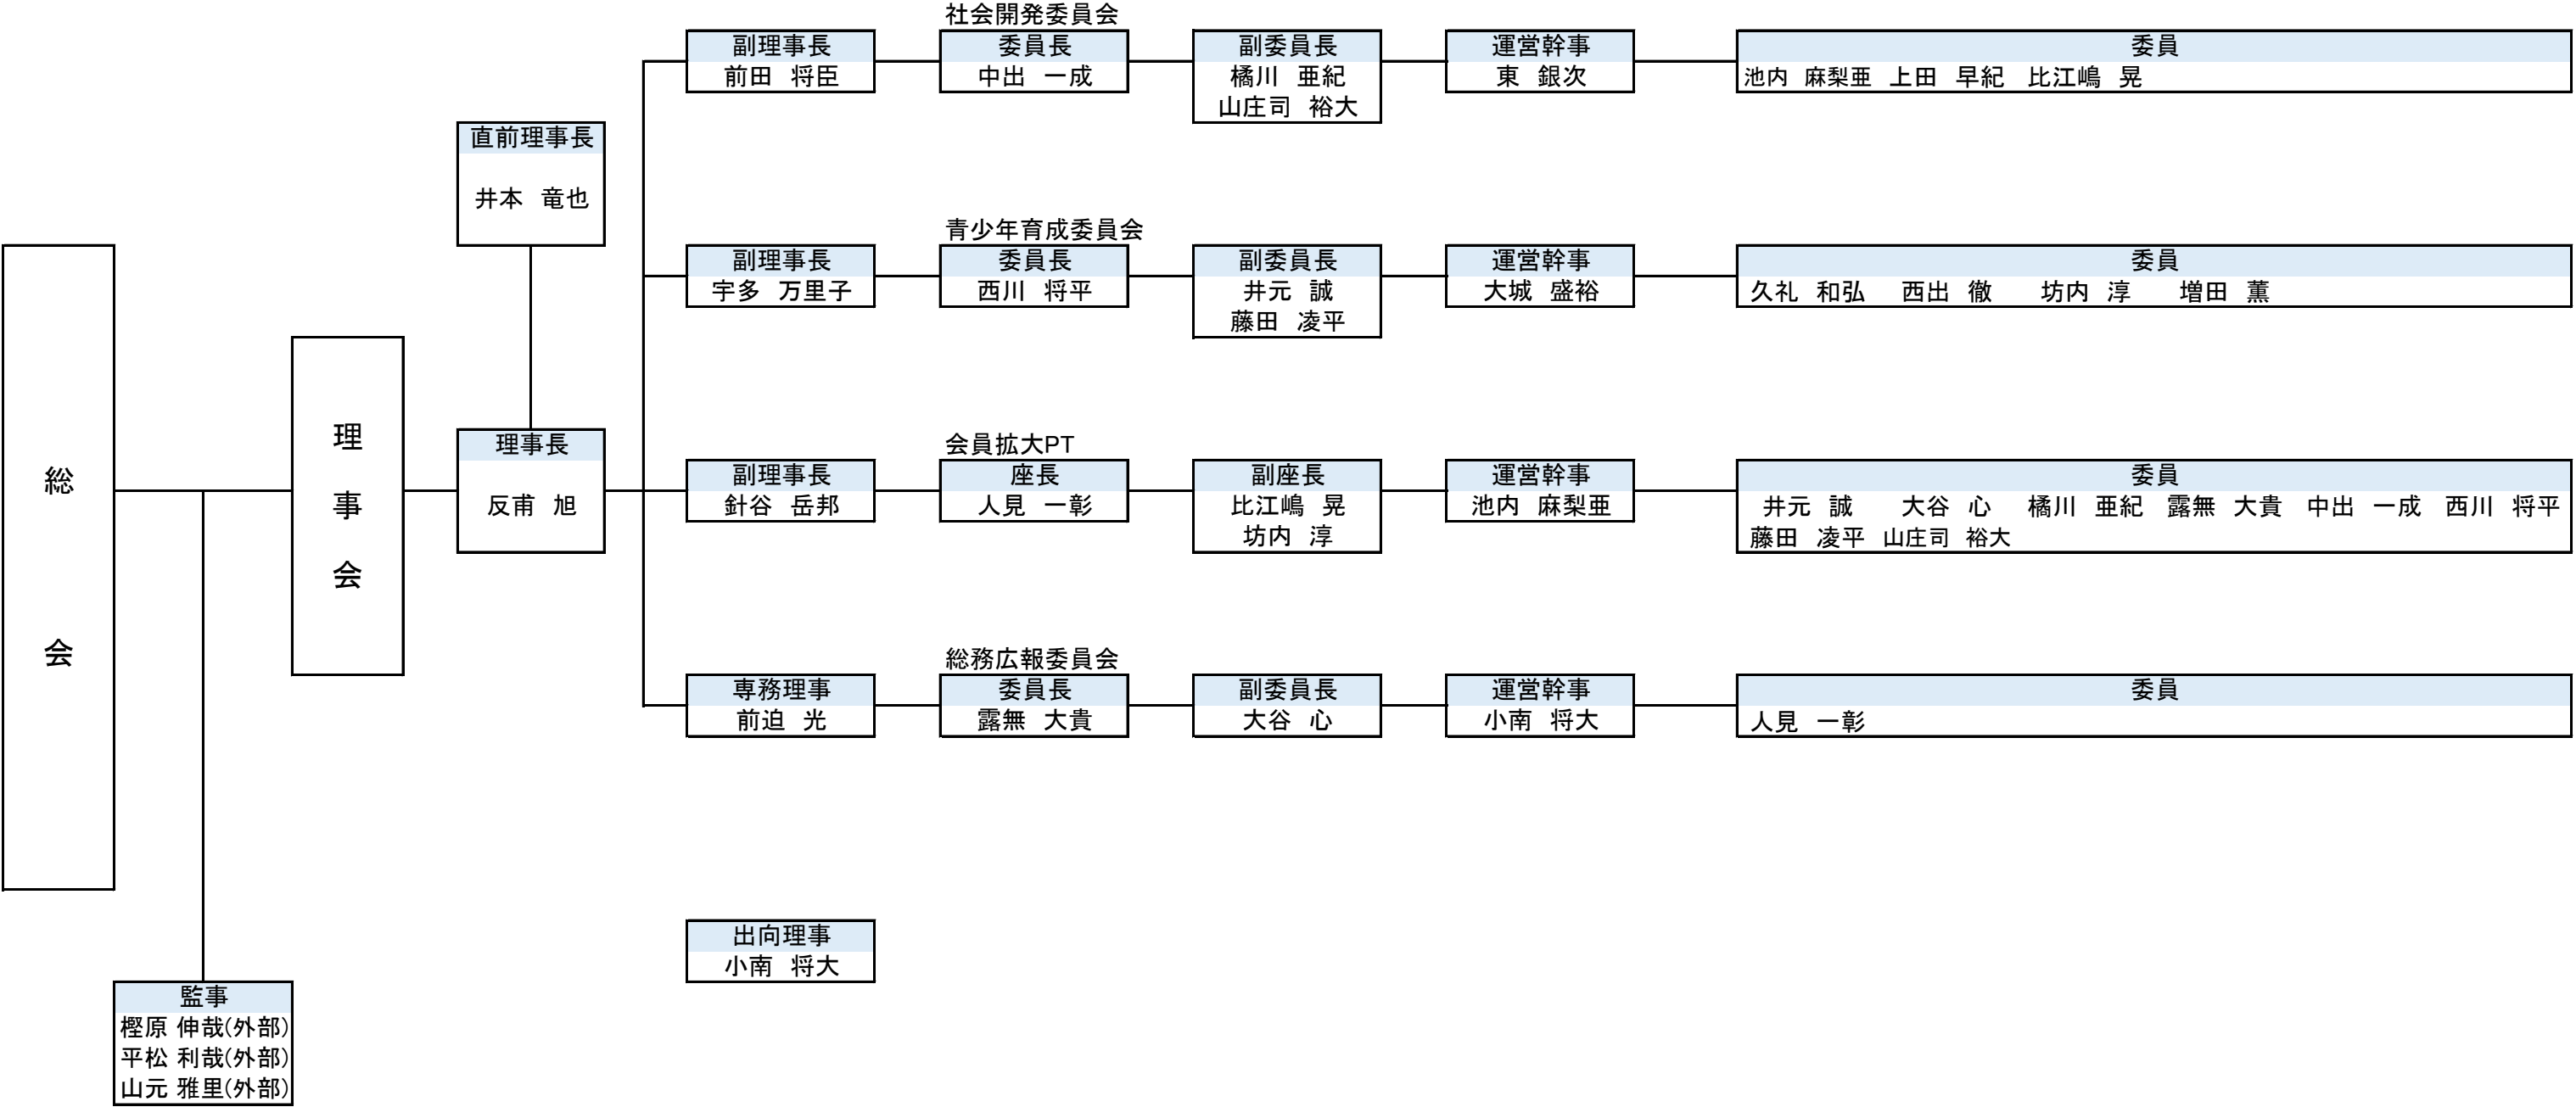 社会開発委員会
副理事長
前田 将臣
委員長
中出 一成
副委員長
橘川 亜紀
山庄司 裕大
運営幹事
東 銀次
委員
池内 麻梨亜 上田 早紀 比江嶋 晃
直前理事長
井本 竜也
青少年育成委員会
副理事長
宇多 万里子
委員長
西川 将平
副委員長
井元 誠
藤田 凌平
運営幹事
大城 盛裕
委員
久礼 和弘 西出 徹 坊内 淳 増田 薫
総会
理事会
理事長
反甫 旭
会員拡大PT
副理事長
針谷 岳邦
座長
人見 一彰
副座長
比江嶋 晃
坊内 淳
運営幹事
池内 麻梨亜
委員
井元 誠 大谷 心 橘川 亜紀 露無 大貴 中出 一成 西川 将平
藤田 凌平 山庄司 裕大
総務広報委員会
専務理事
前迫 光
委員長
露無 大貴
副委員長
大谷 心
運営幹事
小南 将大
委員
人見 一彰
出向理事
小南 将大
監事
樫原 伸哉(外部)
平松 利哉(外部)
山元 雅里(外部)